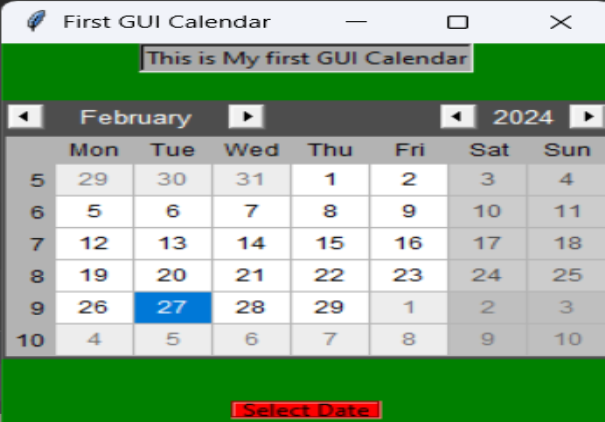 First GUI Calendar
This is My first GUI Calendar
February 2024
Mon Tue Wed Thu Fri Sat Sun
5 29 30 31 1 2 3 4
6 5 6 7 8 9 10 11
7 12 13 14 15 16 17 18
8 19 20 21 22 23 24 25
9 26 27 28 29 1 2 3
10 4 5 6 7 8 9 10
Select Date